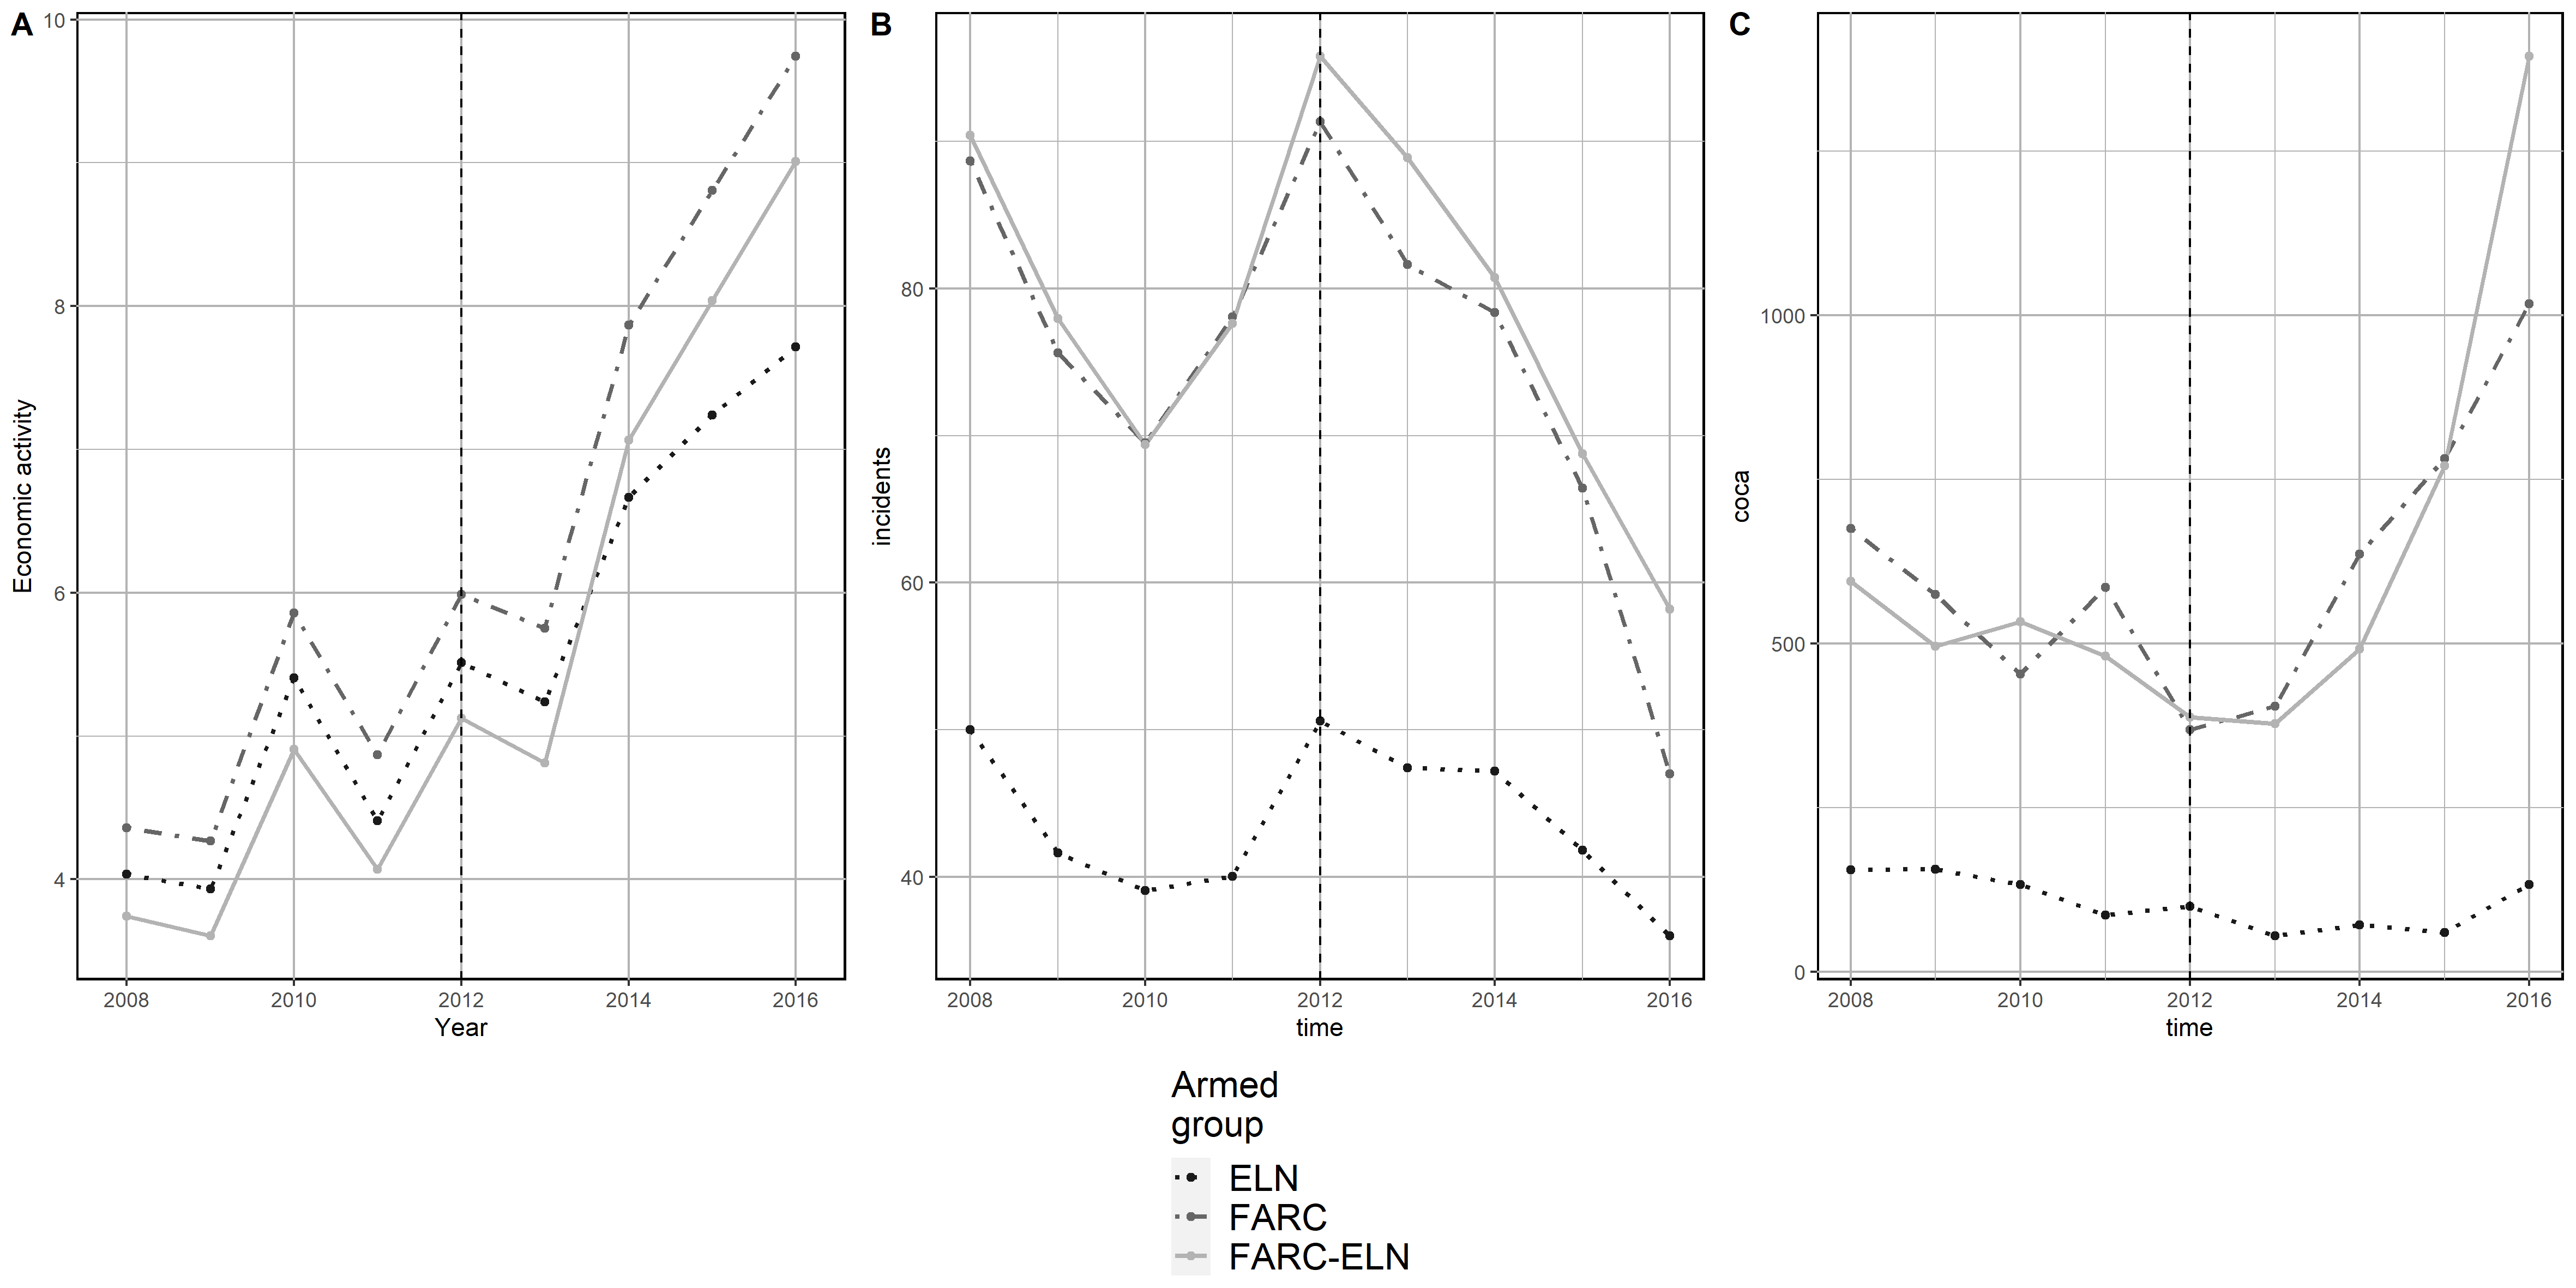 A
Economic activity
10
8
6
4
2008 2010 2012 2014 2016
Year
B
incidents
80
60
40
2008 2010 2012 2014 2016
time
C
coca
1000
500
0
2008 2010 2012 2014 2016
time
Armed
group
ELN
FARC
FARC-ELN